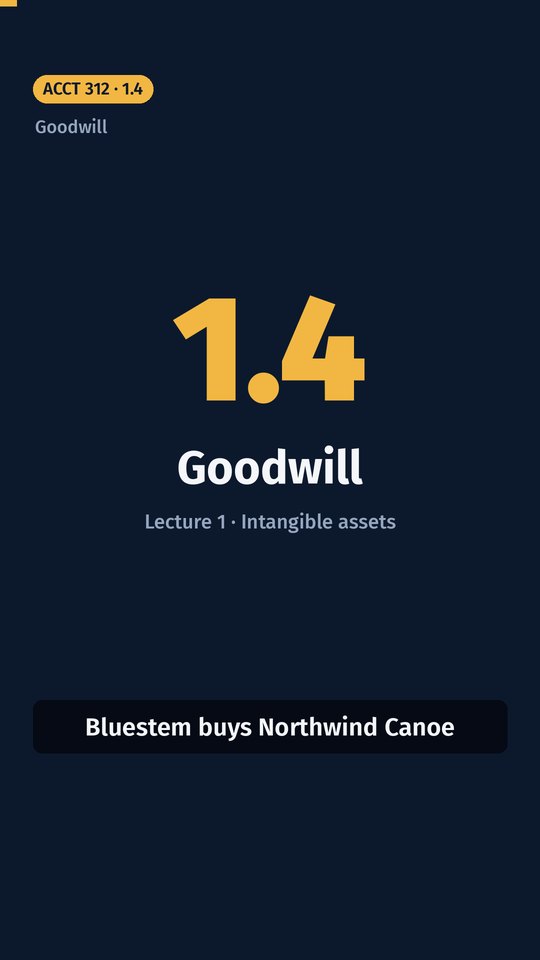 ACCT 312 · 1.4
Goodwill
1.4
Goodwill
Lecture 1 · Intangible assets
Bluestem buys Northwind Canoe